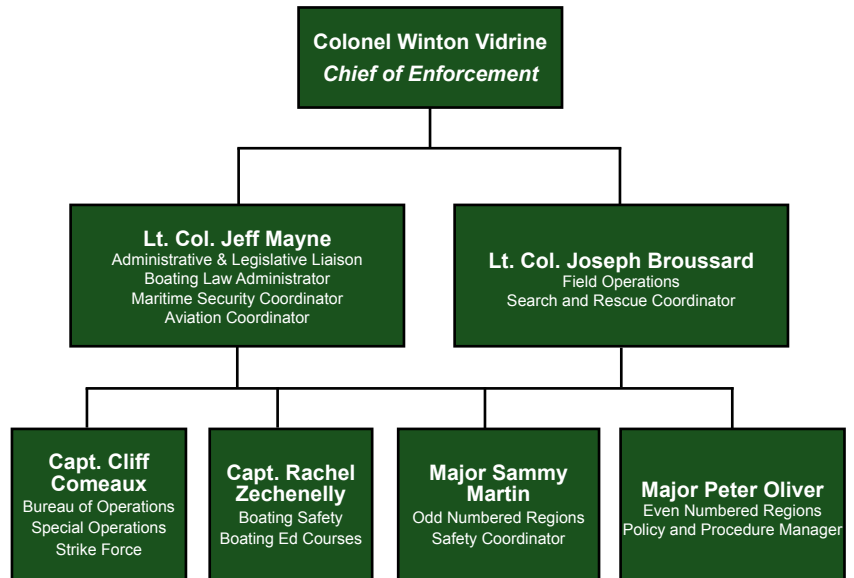 Colonel Winton Vidrine
Chief of Enforcement
Lt. Col. Jeff Mayne
Administrative & Legislative Liaison
Boating Law Administrator
Maritime Security Coordinator
Aviation Coordinator
Lt. Col. Joseph Broussard
Field Operations
Search and Rescue Coordinator
Capt. Cliff
Comeaux
Bureau of Operations
Special Operations
Strike Force
Capt. Rachel
Zechenelly
Boating Safety
Boating Ed Courses
Major Sammy
Martin
Odd Numbered Regions
Safety Coordinator
Major Peter Oliver
Even Numbered Regions
Policy and Procedure Manager